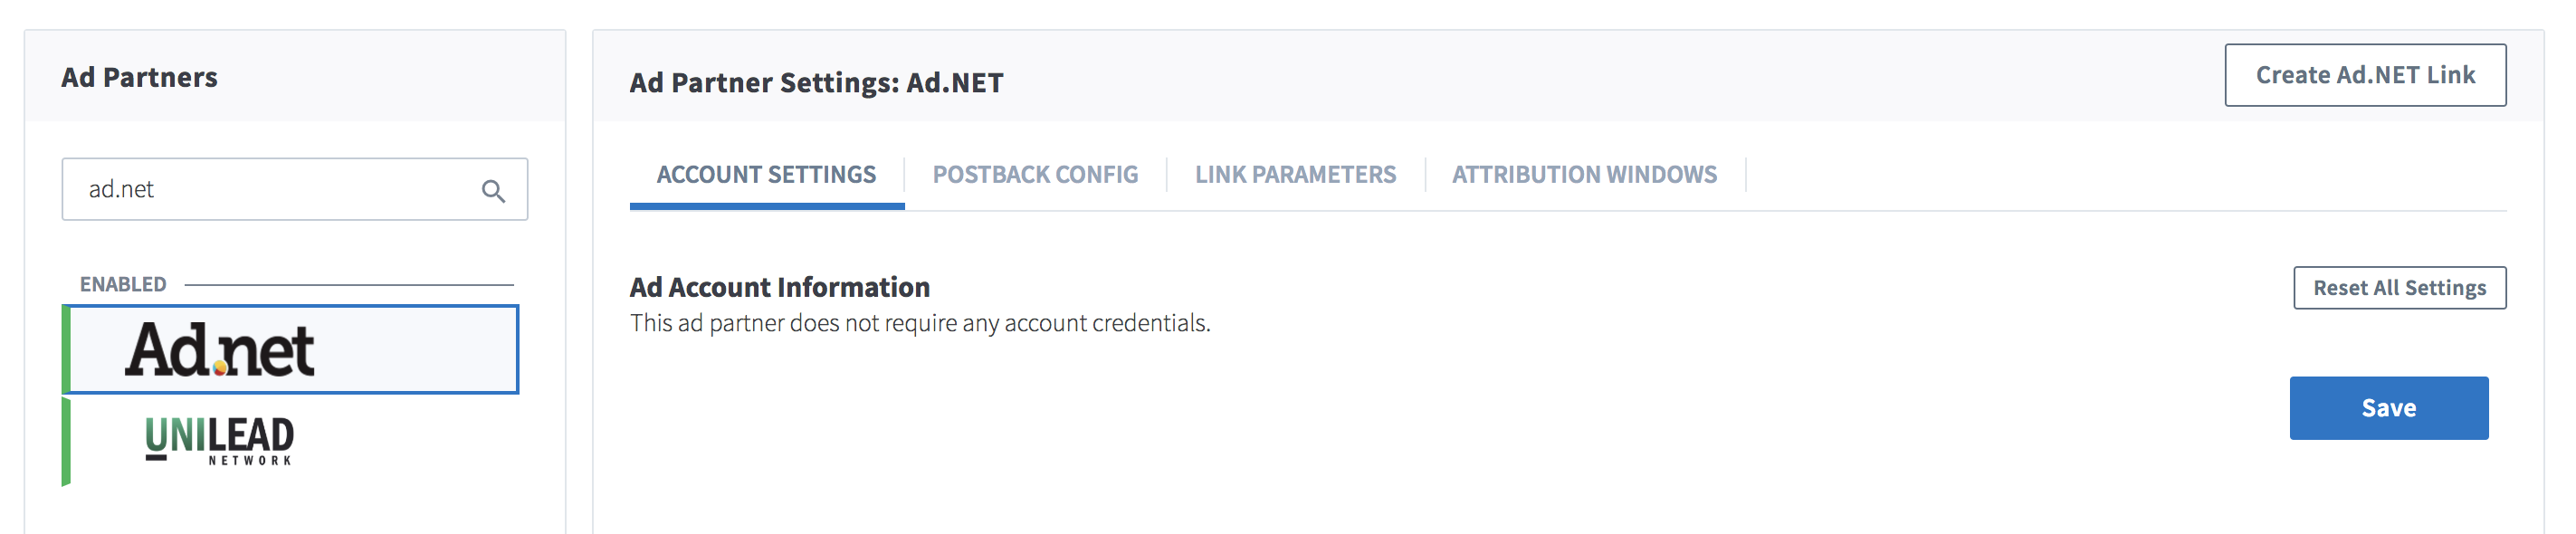 Ad Partners
ad.net
ENABLED
Ad.net
UNILEAD
NETWORK
Ad Partner Settings: Ad.NET
Create Ad.NET Link
ACCOUNT SETTINGS
POSTBACK CONFIG
LINK PARAMETERS
ATTRIBUTION WINDOWS
Ad Account Information
Reset All Settings
This ad partner does not require any account credentials.
Save